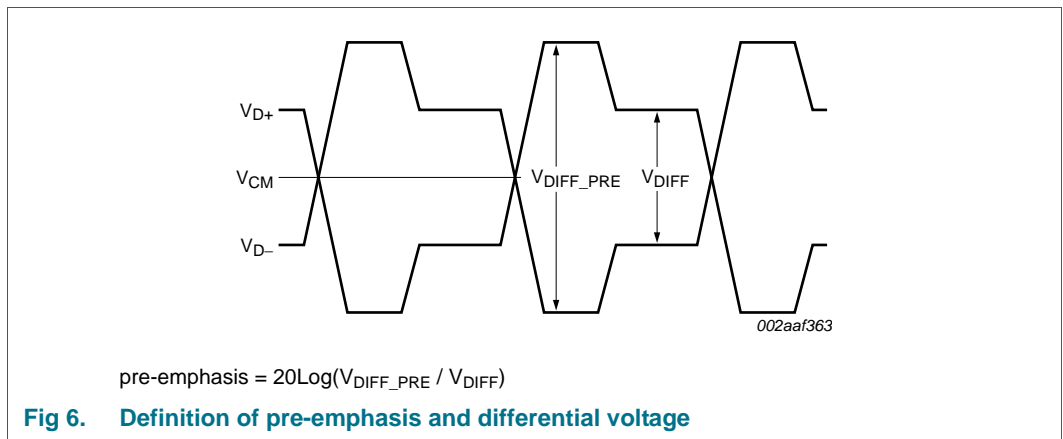 V_D+
V_CM
V_DIFF_PRE V_DIFF
V_D−
002aaf363
pre-emphasis = 20Log(V_DIFF_PRE / V_DIFF)
Fig 6. Definition of pre-emphasis and differential voltage